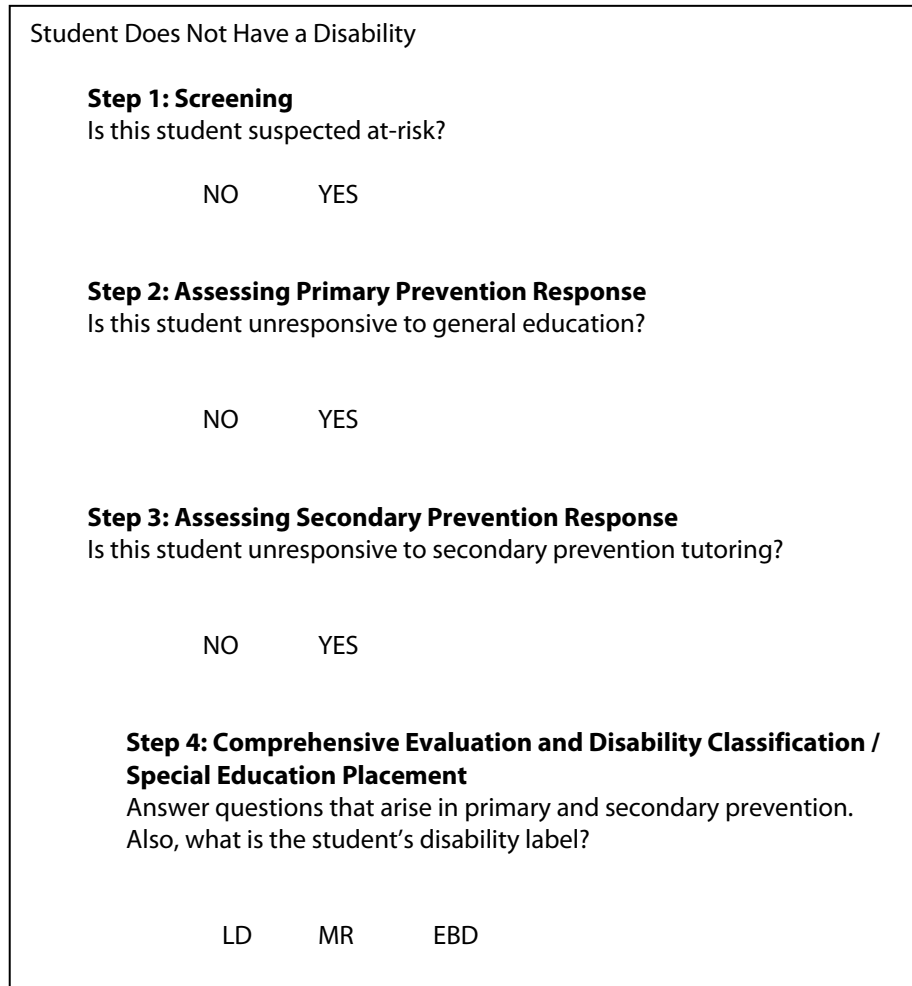 Student Does Not Have a Disability
Step 1: Screening
Is this student suspected at-risk?
NO YES
Step 2: Assessing Primary Prevention Response
Is this student unresponsive to general education?
NO YES
Step 3: Assessing Secondary Prevention Response
Is this student unresponsive to secondary prevention tutoring?
NO YES
Step 4: Comprehensive Evaluation and Disability Classification /
Special Education Placement
Answer questions that arise in primary and secondary prevention.
Also, what is the student’s disability label?
LD MR EBD